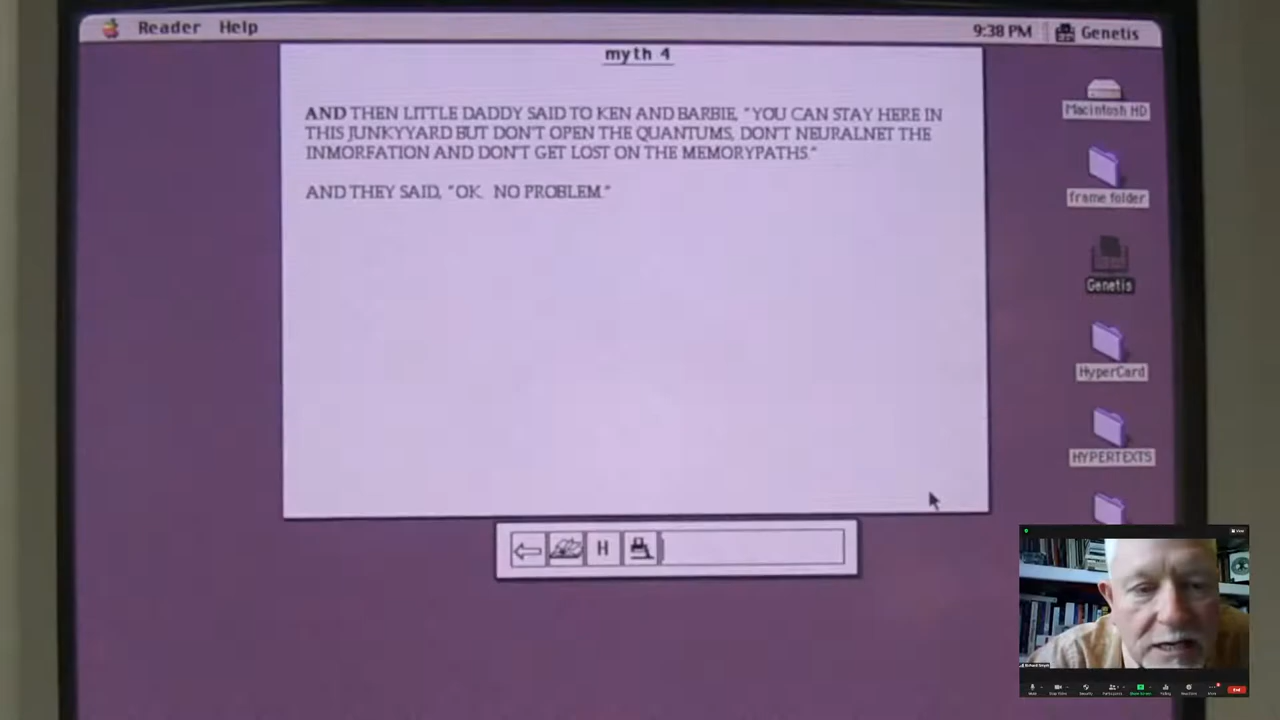 Reader Help 9:38 PM Genetis
myth 4
AND THEN LITTLE DADDY SAID TO KEN AND BARBIE, "YOU CAN STAY HERE IN
THIS JUNKYYARD BUT DON'T OPEN THE QUANTUMS, DON'T NEURALNET THE
INMORFATION AND DON'T GET LOST ON THE MEMORYPATHS."
AND THEY SAID, "OK. NO PROBLEM."
Macintosh HD
frame folder
Genetis
HyperCard
HYPERTEXTS
H